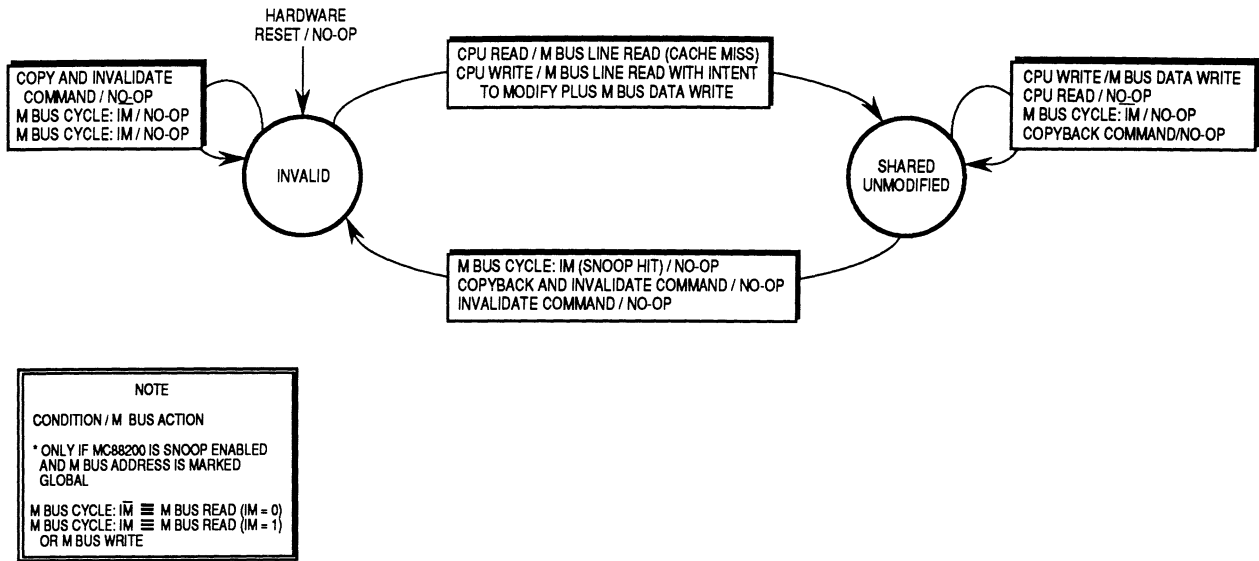 HARDWARE
RESET / NO-OP
COPY AND INVALIDATE
COMMAND / NO-OP
M BUS CYCLE: I̅M̅ / NO-OP
M BUS CYCLE: IM / NO-OP
CPU READ / M BUS LINE READ (CACHE MISS)
CPU WRITE / M BUS LINE READ WITH INTENT
TO MODIFY PLUS M BUS DATA WRITE
CPU WRITE / M BUS DATA WRITE
CPU READ / NO-OP
M BUS CYCLE: I̅M̅ / NO-OP
COPYBACK COMMAND/NO-OP
INVALID
SHARED
UNMODIFIED
M BUS CYCLE: IM (SNOOP HIT) / NO-OP
COPYBACK AND INVALIDATE COMMAND / NO-OP
INVALIDATE COMMAND / NO-OP
NOTE
CONDITION / M BUS ACTION
* ONLY IF MC88200 IS SNOOP ENABLED
AND M BUS ADDRESS IS MARKED
GLOBAL
M BUS CYCLE: I̅M̅ ≡ M BUS READ (IM = 0)
M BUS CYCLE: IM ≡ M BUS READ (IM = 1)
OR M BUS WRITE